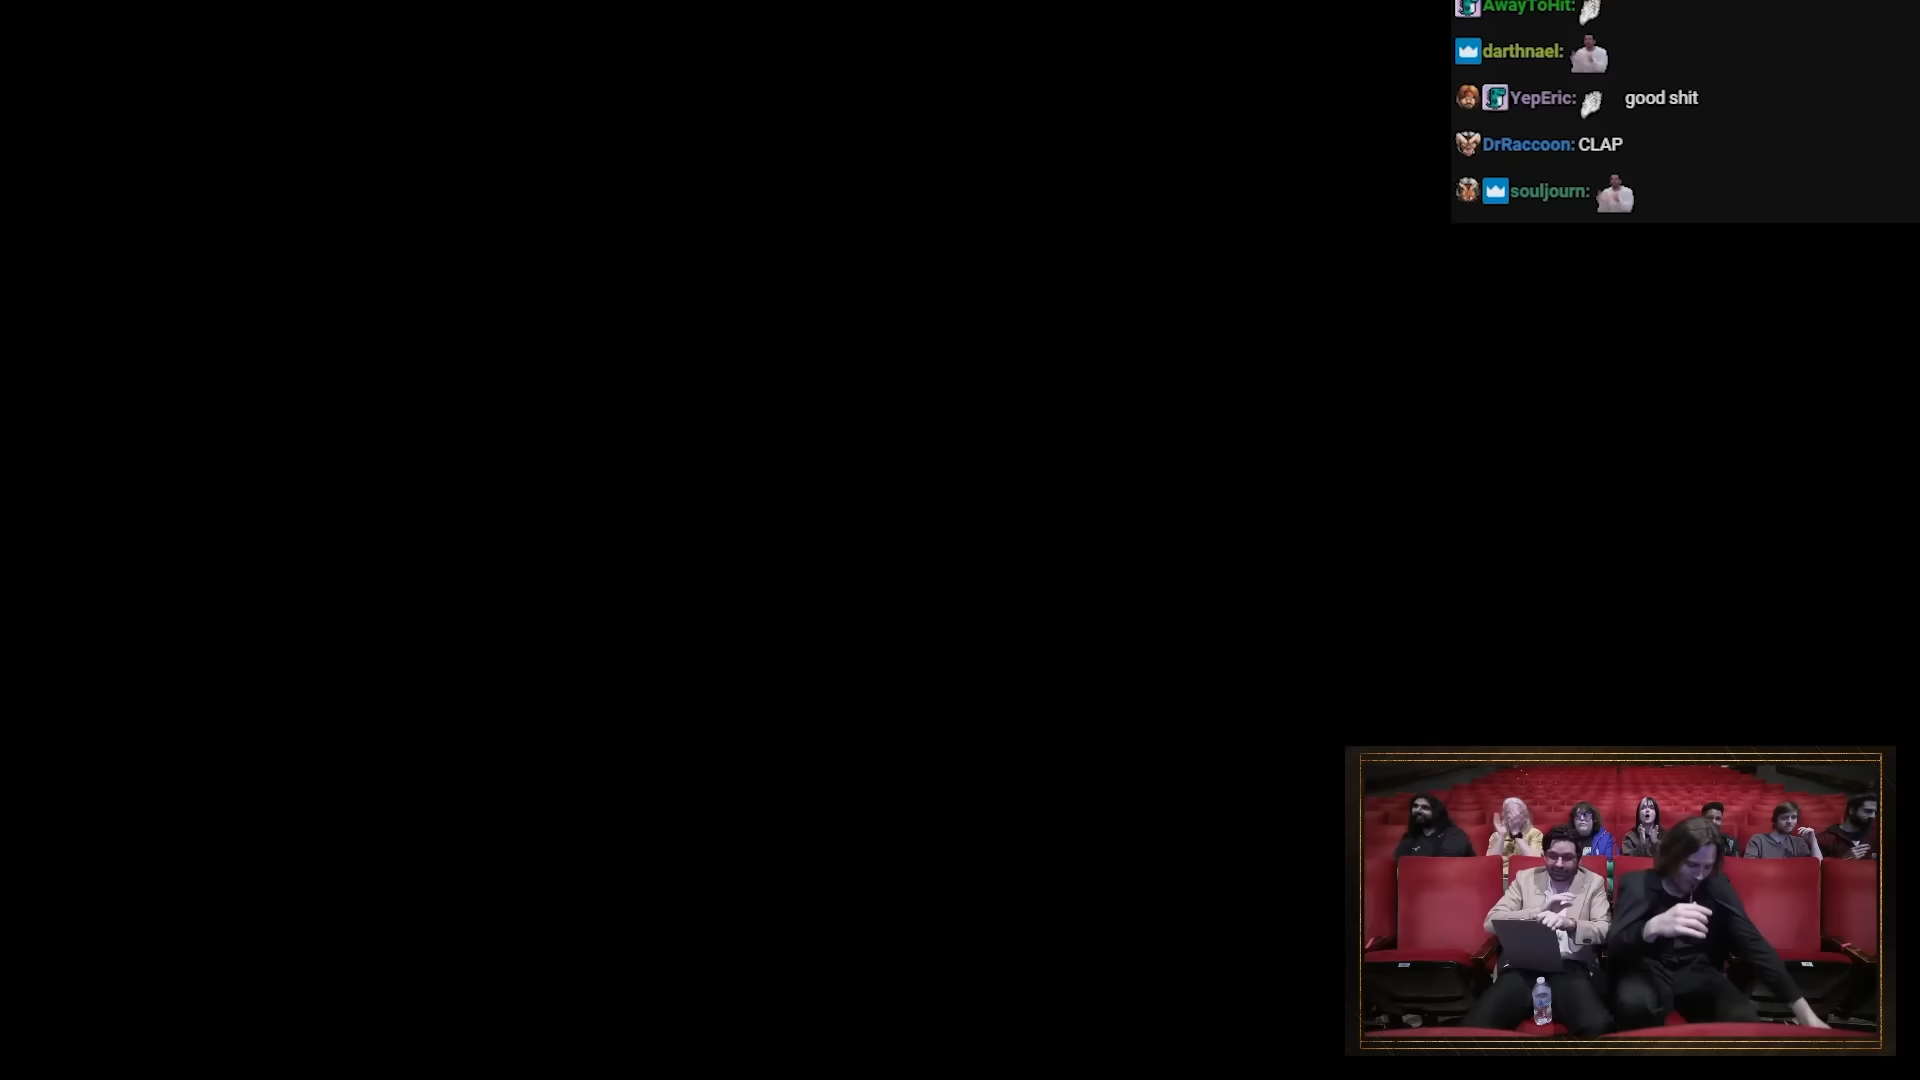 AwayToHit:
darthnael:
YepEric: good shit
DrRaccoon: CLAP
souljourn: